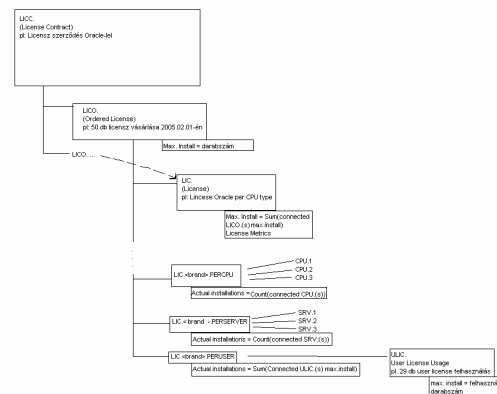 LICC.
(License Contract)
pl: Licensz szerződés Oracle-lel
LICO.
(Ordered License)
pl: 50 db licensz vásárlása 2005.02.01-én
Max. Install = darabszám
LICO. ...
LIC.
(License)
pl: Lincese Oracle per CPU type
Max. Install = Sum(connected
LICO.(s) max.install)
License Metrics
LIC.<brand>.PERCPU
CPU.1
CPU.2
CPU.3
Actual installations =Count(connected CPU.(s))
LIC.<brand >.PERSERVER
SRV.1
SRV.2
SRV.3
Actual installations =Count(connected SRV.(s))
LIC.<brand>.PERUSER
Actual installations = Sum(Connected ULIC.(s) max.install)
ULIC.
User License Usage
pl. 29 db user license felhasználás
max. install = felhaszná
darabszám